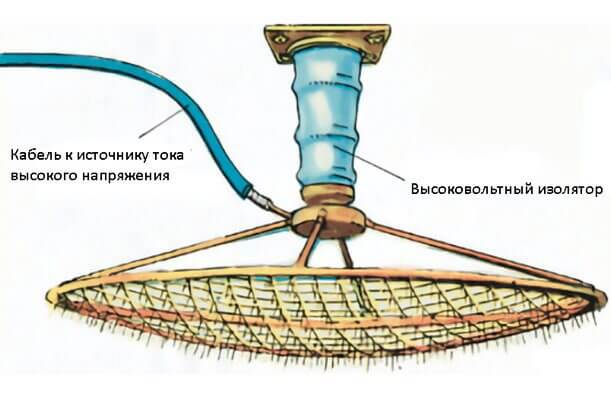 Кабель к источнику тока
высокого напряжения
Высоковольтный изолятор